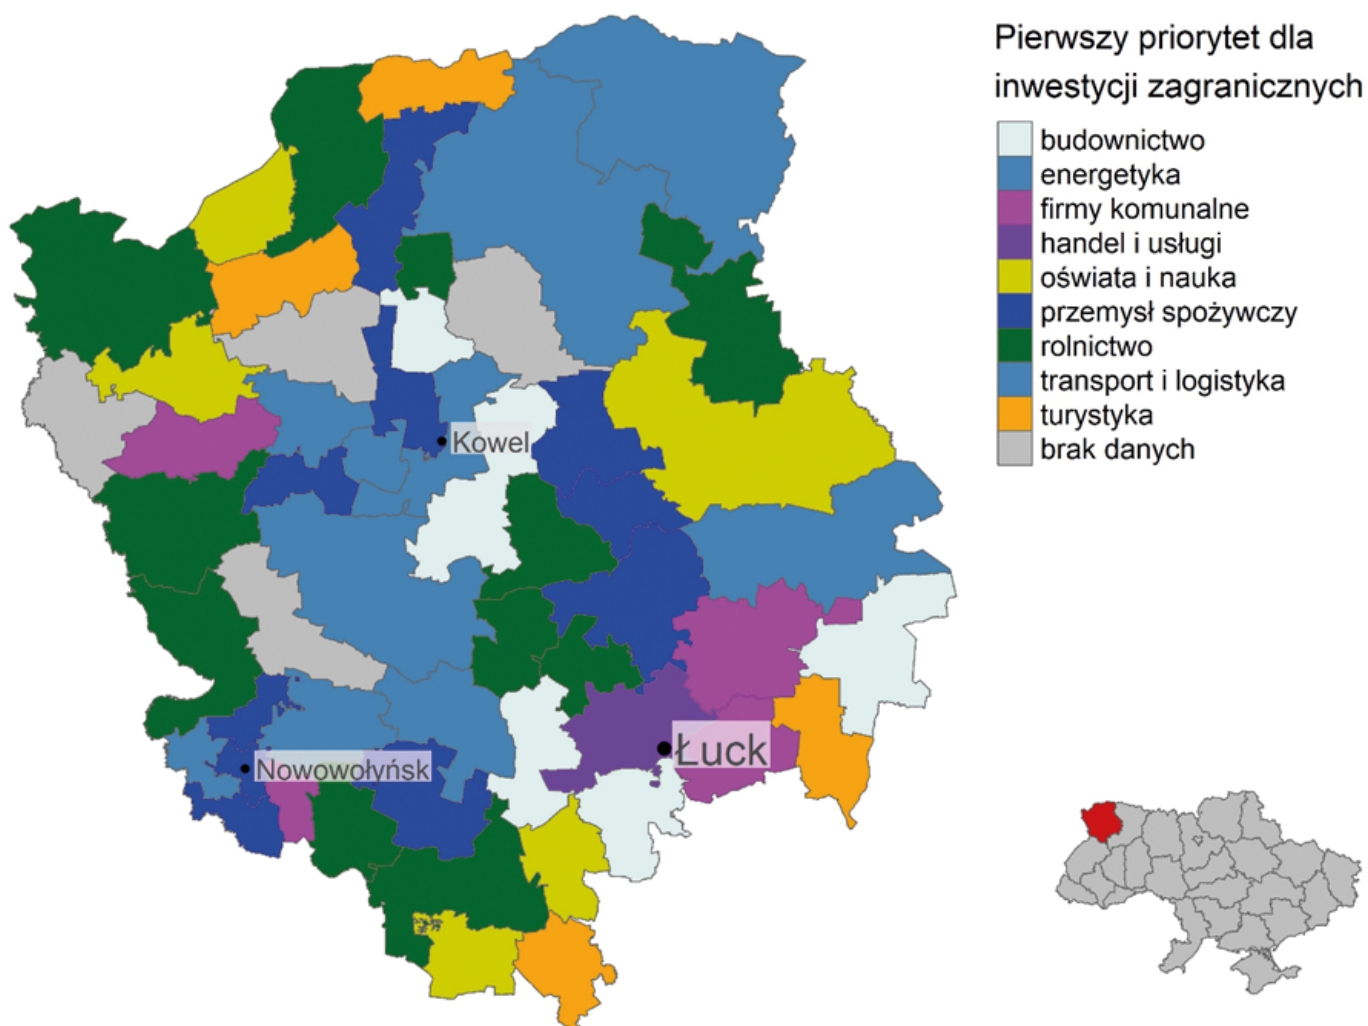 Pierwszy priorytet dla
inwestycji zagranicznych
budownictwo
energetyka
firmy komunalne
handel i usługi
oświata i nauka
przemysł spożywczy
rolnictwo
transport i logistyka
turystyka
brak danych
Kowel
Łuck
Nowowołyńsk